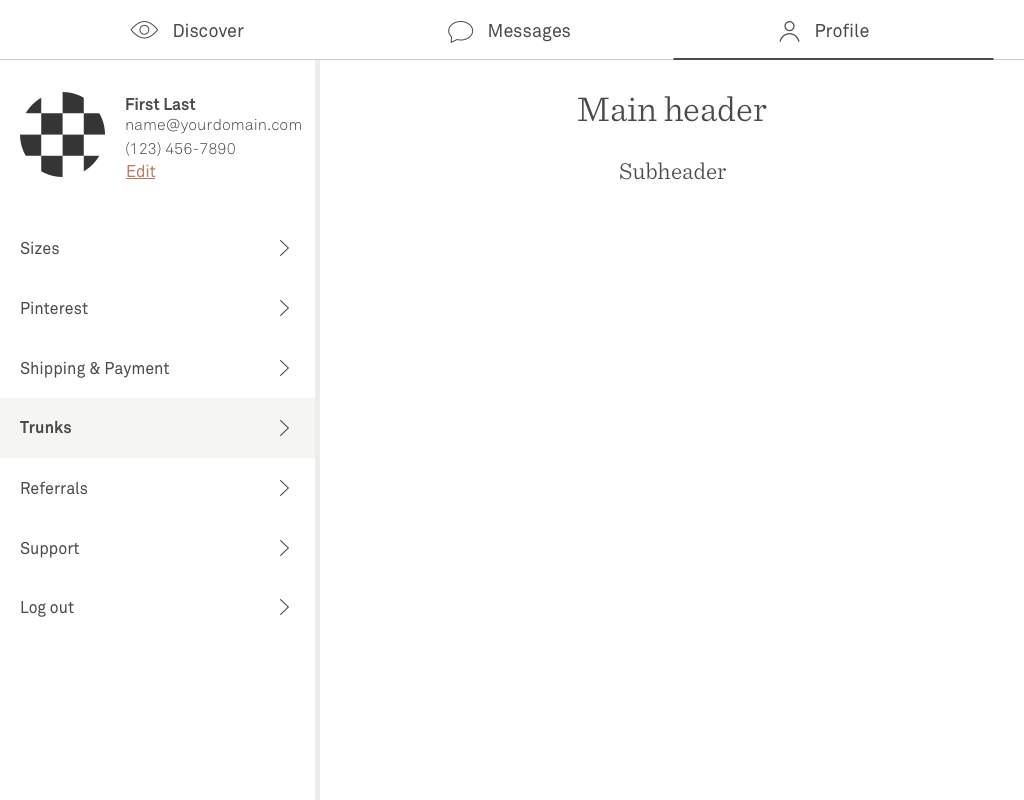 Discover
Messages
Profile
First Last
name@yourdomain.com
(123) 456-7890
Edit
Sizes
Pinterest
Shipping & Payment
Trunks
Referrals
Support
Log out
Main header
Subheader